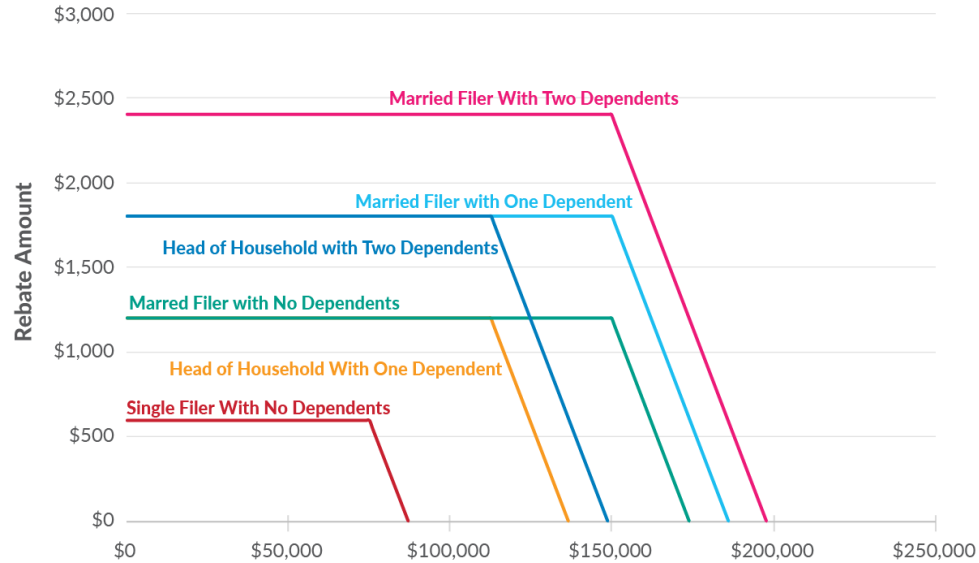 $3,000
$2,500
Married Filer With Two Dependents
$2,000
Married Filer with One Dependent
Rebate Amount
Head of Household with Two Dependents
$1,500
Marred Filer with No Dependents
$1,000
Head of Household With One Dependent
Single Filer With No Dependents
$500
$0
$0 $50,000 $100,000 $150,000 $200,000 $250,000